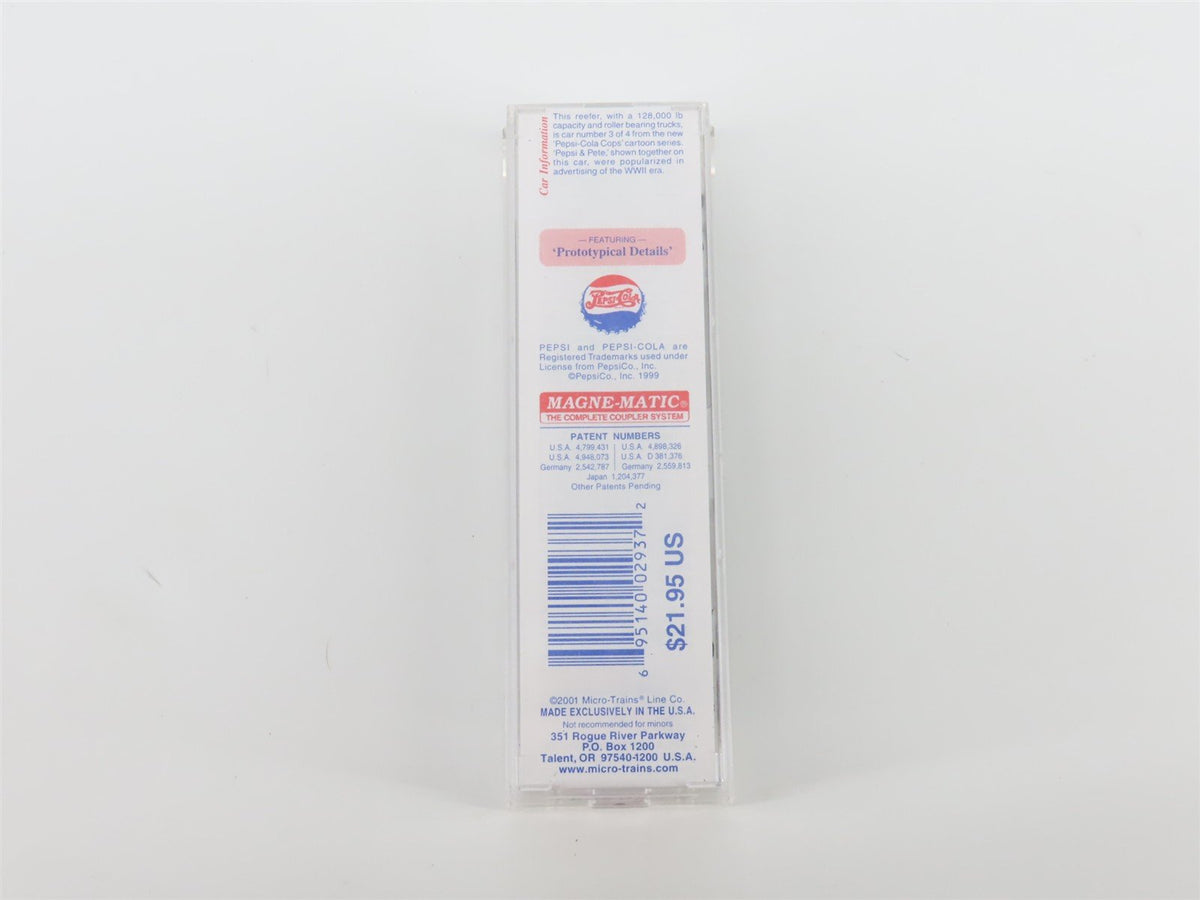 Car Information
This reefer, with a 128,000 lb
capacity and roller bearing trucks,
is car number 3 of 4 from the new
'Pepsi-Cola Cops' cartoon series.
'Pepsi & Pete,' shown together on
this car, were popularized in
advertising of the WWII era.
— FEATURING —
'Prototypical Details'
PEPSI-COLA
PEPSI and PEPSI-COLA are
Registered Trademarks used under
License from PepsiCo., Inc.
©PepsiCo., Inc. 1999
MAGNE-MATIC®
THE COMPLETE COUPLER SYSTEM
PATENT NUMBERS
U.S.A. 4,799,431 | U.S.A. 4,898,326
U.S.A. 4,948,073 | U.S.A. D 381,376
Germany 2,542,787 | Germany 2,559,813
Japan 1,204,377
Other Patents Pending
6 95140 02937 2
$21.95 US
©2001 Micro-Trains® Line Co.
MADE EXCLUSIVELY IN THE U.S.A.
Not recommended for minors
351 Rogue River Parkway
P.O. Box 1200
Talent, OR 97540-1200 U.S.A.
www.micro-trains.com